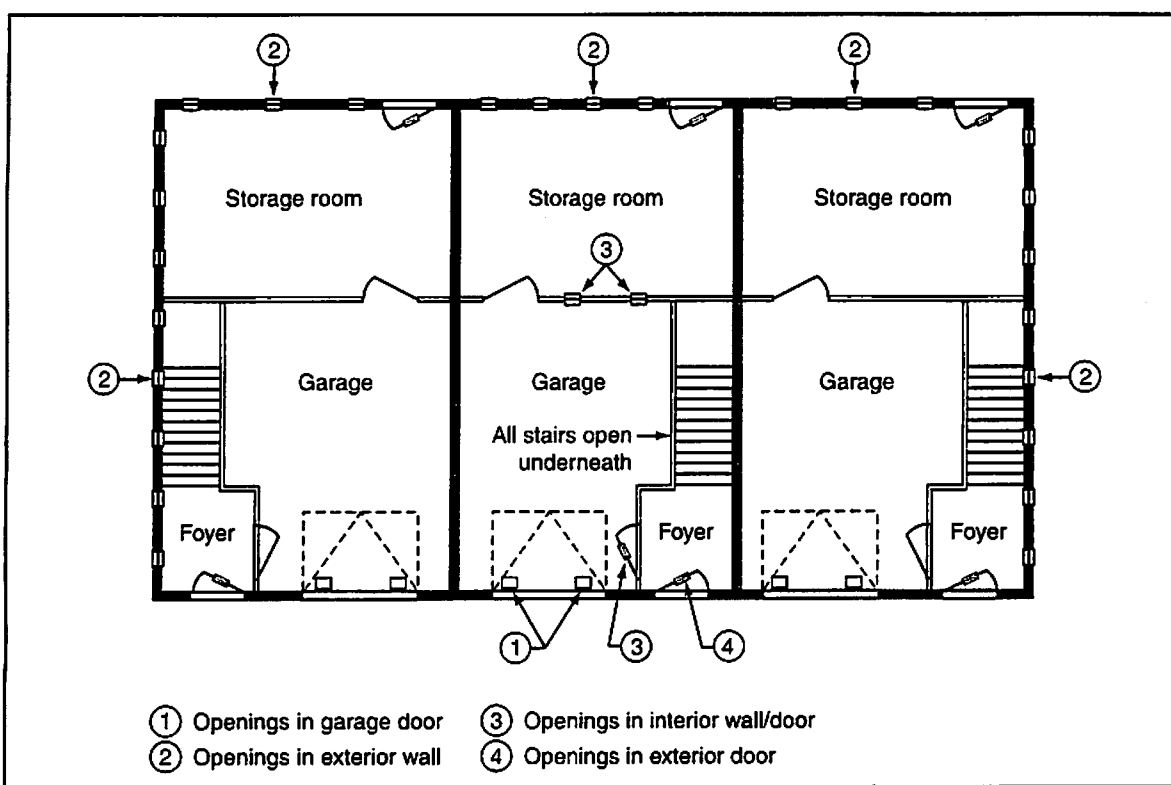 2
2
2
Storage room
Storage room
Storage room
3
2
Garage
Garage
Garage
2
All stairs open
underneath
Foyer
Foyer
Foyer
1
3
4
1 Openings in garage door
3 Openings in interior wall/door
2 Openings in exterior wall
4 Openings in exterior door